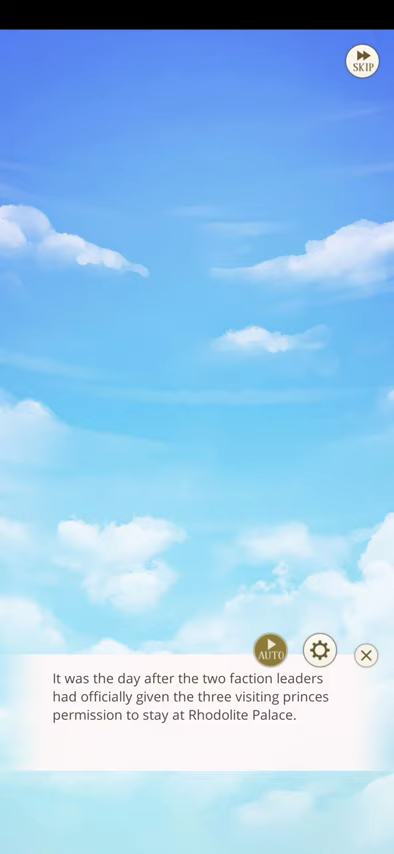 SKIP
AUTO
It was the day after the two faction leaders
had officially given the three visiting princes
permission to stay at Rhodolite Palace.